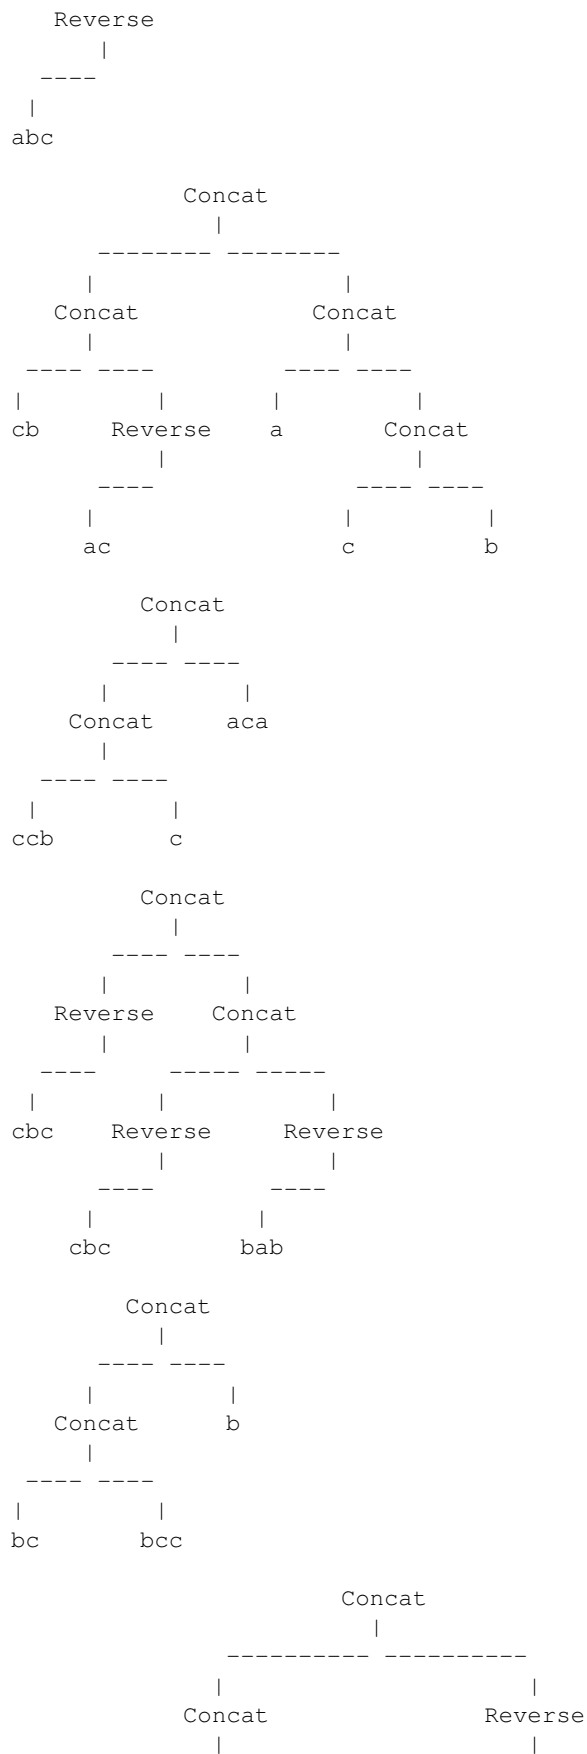 Reverse
      |
  ----
 |
abc

            Concat
              |
      -------- --------
     |                 |
   Concat            Concat
     |                 |
 ---- ----         ---- ----
|         |       |         |
cb      Reverse   a       Concat
          |                 |
      ----              ---- ----
     |                 |         |
     ac                c         b

         Concat
           |
       ---- ----
      |         |
    Concat     aca
      |
  ---- ----
 |         |
ccb        c

         Concat
           |
       ---- ----
      |         |
   Reverse    Concat
      |         |
  ----     ----- -----
 |        |           |
cbc    Reverse     Reverse
          |           |
      ----        ----
     |           |
    cbc         bab

        Concat
          |
      ---- ----
     |         |
   Concat      b
     |
 ---- ----
|         |
bc       bcc

                       Concat
                         |
               ---------- ----------
              |                     |
            Concat               Reverse
              |                     |